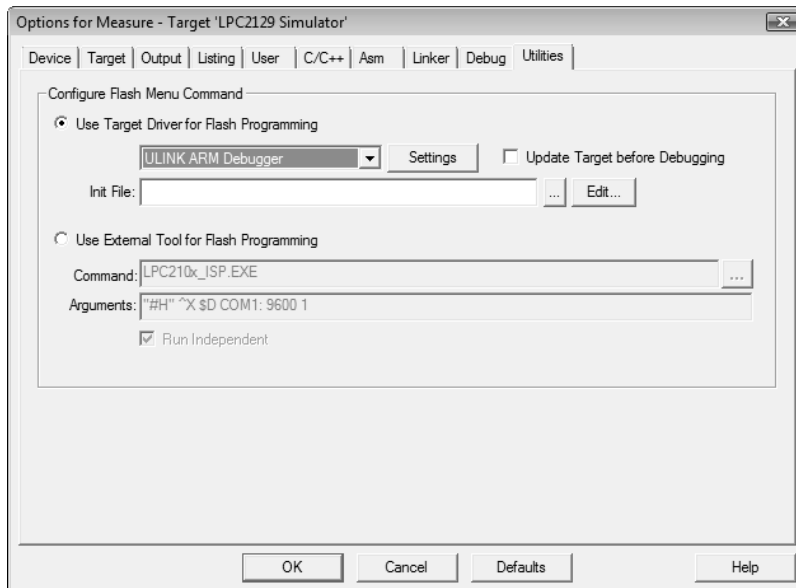 Options for Measure - Target 'LPC2129 Simulator'
Device Target Output Listing User C/C++ Asm Linker Debug Utilities
Configure Flash Menu Command
Use Target Driver for Flash Programming
ULINK ARM Debugger Settings Update Target before Debugging
Init File: ... Edit...
Use External Tool for Flash Programming
Command: LPC210x_ISP.EXE ...
Arguments: "#H" ^X $D COM1: 9600 1
Run Independent
OK Cancel Defaults Help